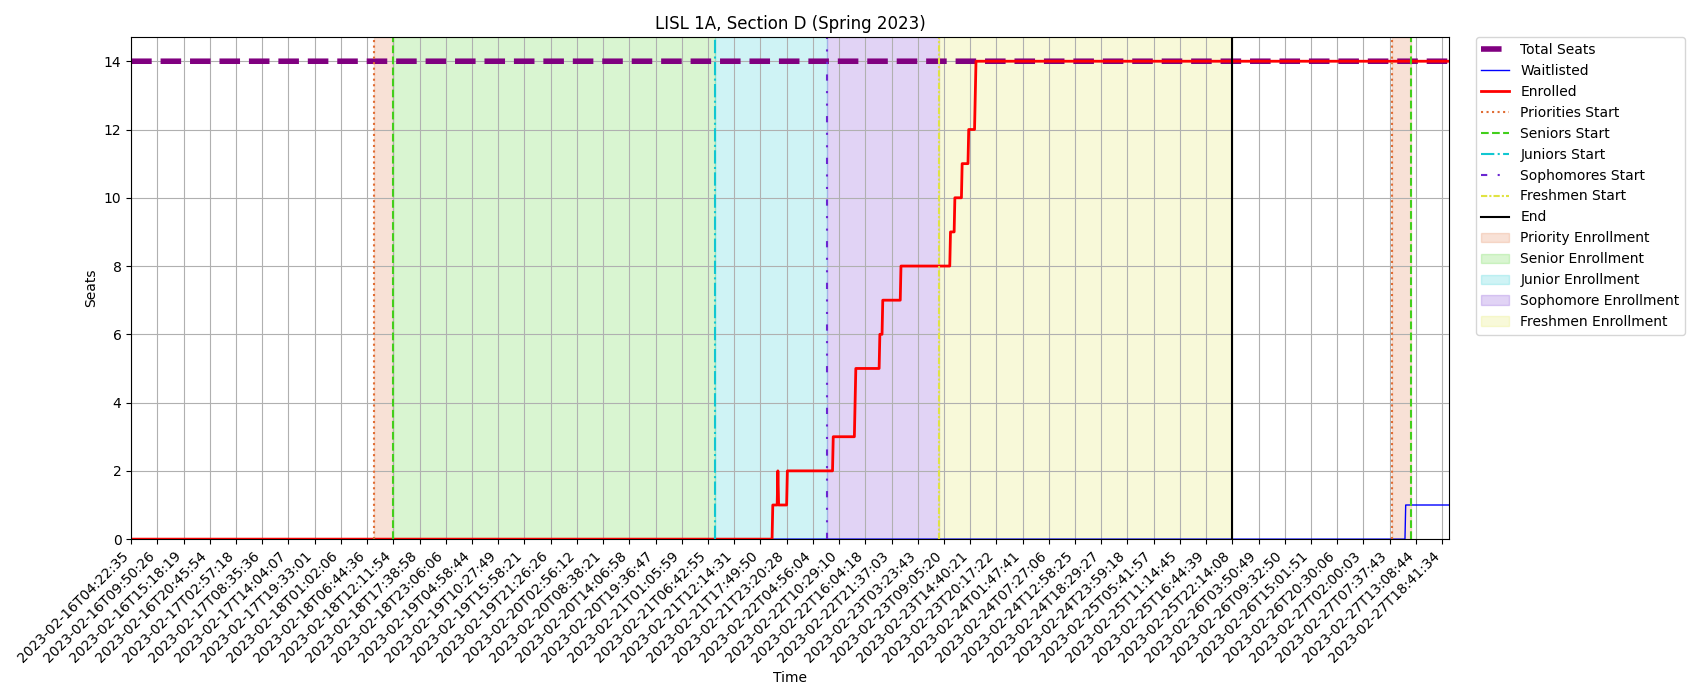 LISL 1A, Section D (Spring 2023)
Total Seats
Waitlisted
Enrolled
Priorities Start
Seniors Start
Juniors Start
Sophomores Start
Freshmen Start
End
Priority Enrollment
Senior Enrollment
Junior Enrollment
Sophomore Enrollment
Freshmen Enrollment
Seats
14
12
10
8
6
4
2
0
2023-02-16T04:22:35
2023-02-16T09:50:26
2023-02-16T15:18:19
2023-02-16T20:45:54
2023-02-17T02:57:18
2023-02-17T08:35:36
2023-02-17T14:04:07
2023-02-17T19:33:01
2023-02-18T01:02:06
2023-02-18T06:44:36
2023-02-18T12:11:54
2023-02-18T17:38:58
2023-02-18T23:06:06
2023-02-19T04:58:44
2023-02-19T10:27:49
2023-02-19T15:58:21
2023-02-19T21:26:26
2023-02-20T02:56:12
2023-02-20T08:38:21
2023-02-20T14:06:58
2023-02-20T19:36:47
2023-02-21T01:05:59
2023-02-21T06:42:55
2023-02-21T12:14:31
2023-02-21T17:49:50
2023-02-21T23:20:28
2023-02-22T04:56:04
2023-02-22T10:29:10
2023-02-22T16:04:18
2023-02-22T21:37:03
2023-02-23T03:23:43
2023-02-23T09:05:20
2023-02-23T14:40:21
2023-02-23T20:17:22
2023-02-24T01:47:41
2023-02-24T07:27:06
2023-02-24T12:58:25
2023-02-24T18:29:27
2023-02-24T23:59:18
2023-02-25T05:41:57
2023-02-25T11:14:45
2023-02-25T16:44:39
2023-02-25T22:14:08
2023-02-26T03:50:49
2023-02-26T09:32:50
2023-02-26T15:01:51
2023-02-26T20:30:06
2023-02-27T02:00:03
2023-02-27T07:37:43
2023-02-27T13:08:44
2023-02-27T18:41:34
Time